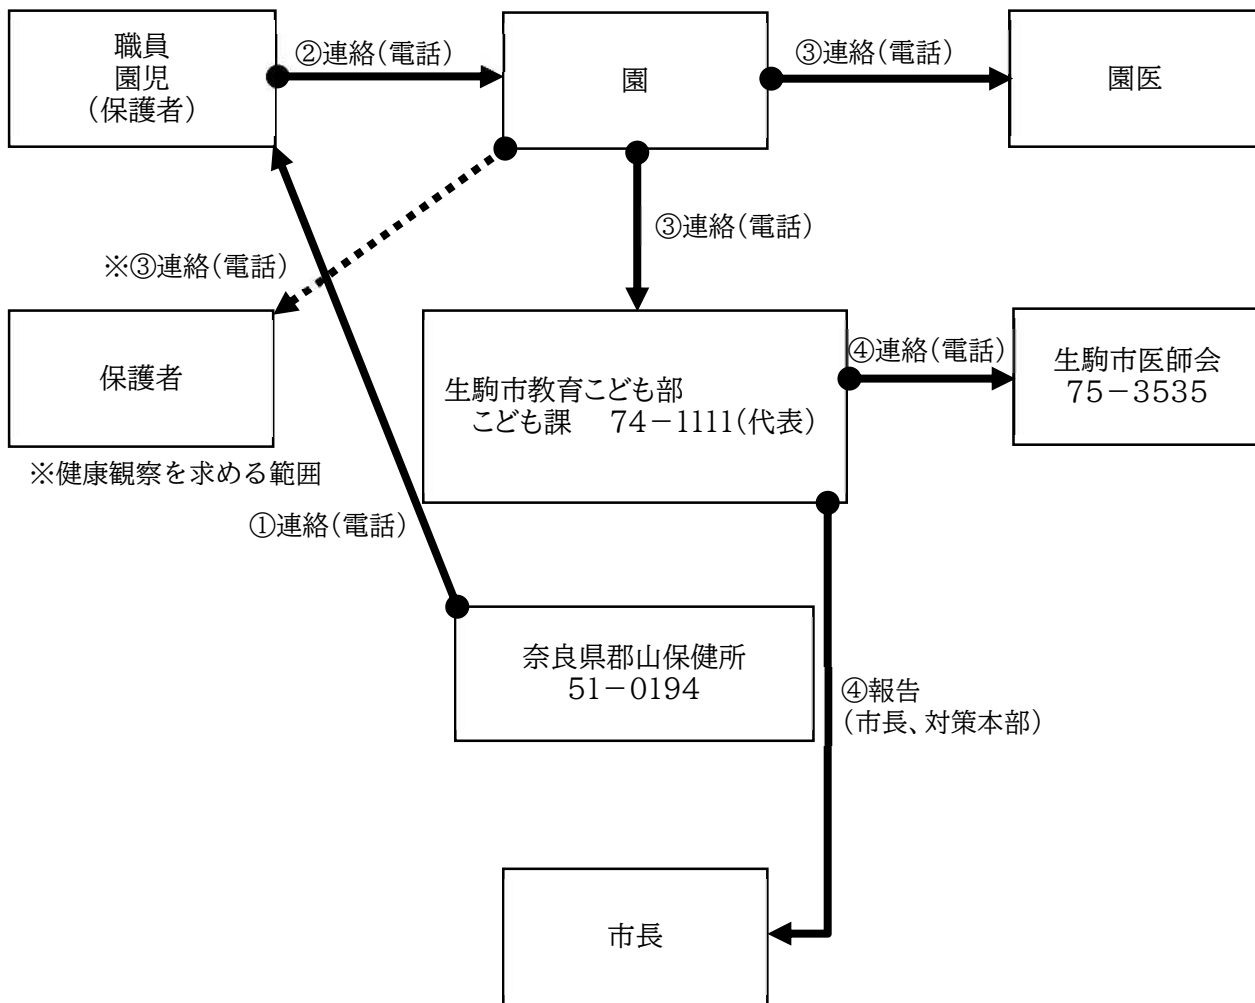 職員
園児
（保護者）
②連絡（電話）
園
③連絡（電話）
園医
③連絡（電話）
※③連絡（電話）
保護者
※健康観察を求める範囲
生駒市教育こども部
こども課　74－1111（代表）
④連絡（電話）
生駒市医師会
75－3535
①連絡（電話）
奈良県郡山保健所
51－0194
④報告
（市長、対策本部）
市長